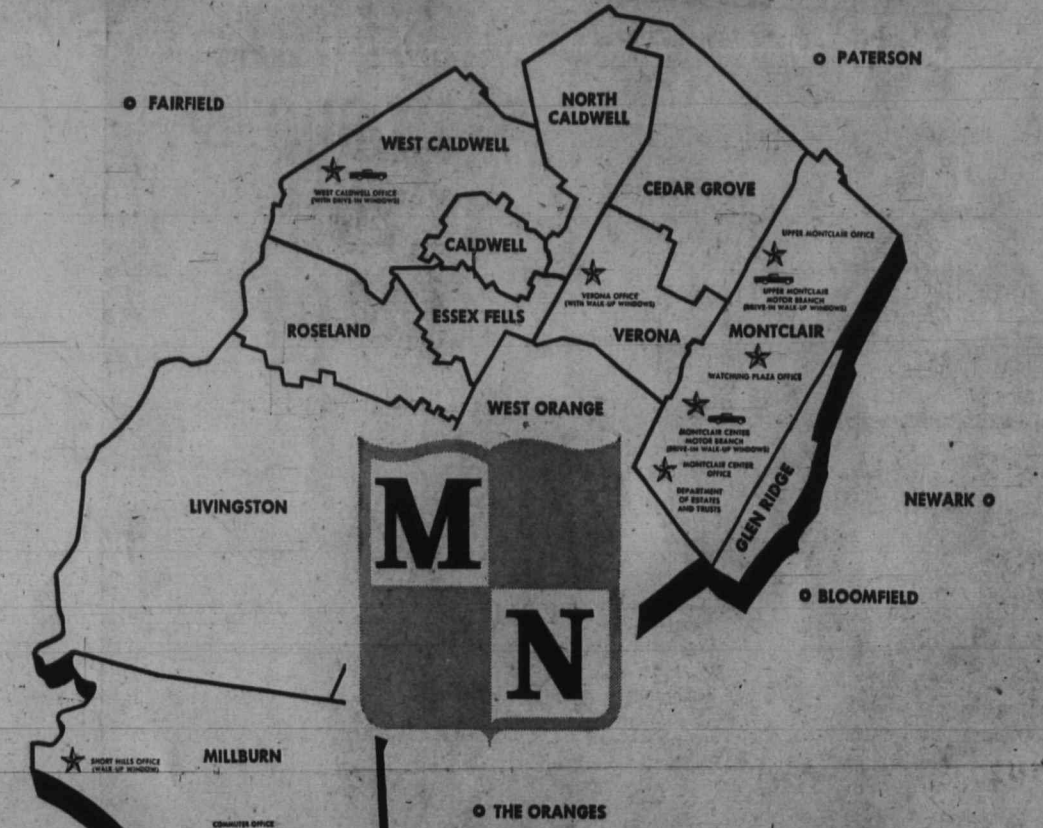 PATERSON
FAIRFIELD
NORTH
CALDWELL
WEST CALDWELL
WEST CALDWELL OFFICE
(WITH DRIVE-IN WINDOWS)
CEDAR GROVE
CALDWELL
UPPER MONTCLAIR OFFICE
VERONA OFFICE
(WITH WALK-UP WINDOWS)
UPPER MONTCLAIR
MOTOR BRANCH
(DRIVE-IN WALK-UP WINDOWS)
ESSEX FELLS
ROSELAND
VERONA
MONTCLAIR
WATCHUNG PLAZA OFFICE
WEST ORANGE
MONTCLAIR CENTER
MOTOR BRANCH
(DRIVE-IN WALK-UP WINDOWS)
MONTCLAIR CENTER
OFFICE
DEPARTMENT
OF ESTATES
AND TRUSTS
GLEN RIDGE
LIVINGSTON
NEWARK
M
N
BLOOMFIELD
SHORT HILLS OFFICE
(WALK-UP WINDOW)
MILLBURN
THE ORANGES
COMMUTER OFFICE